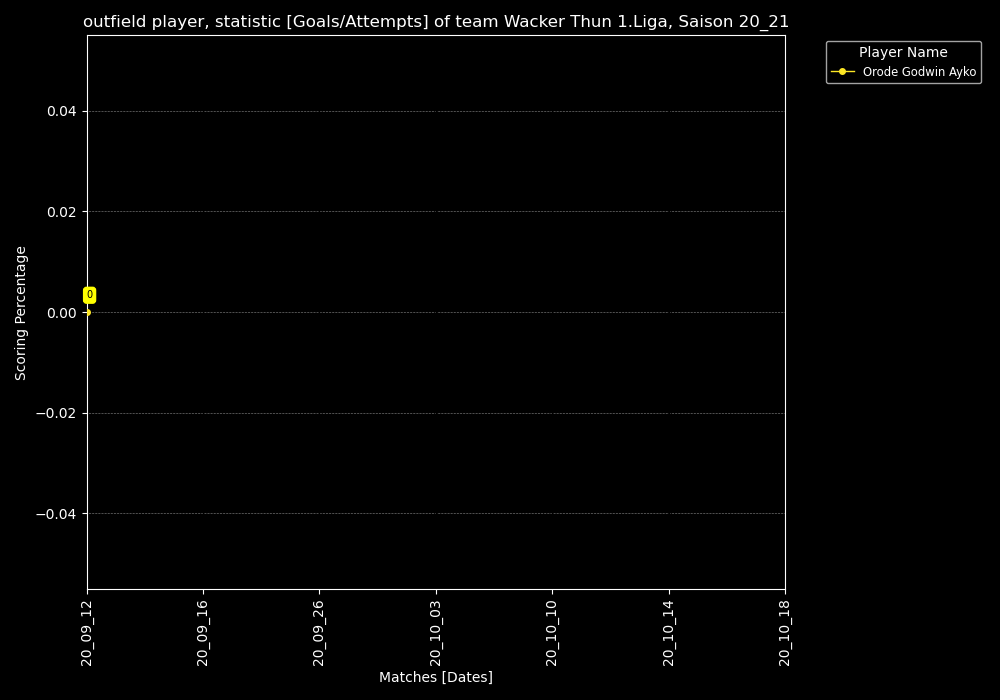 outfield player, statistic [Goals/Attempts] of team Wacker Thun 1.Liga, Saison 20_21
Player Name
Orode Godwin Ayko
Scoring Percentage
0.04
0.02
0
0.00
−0.02
−0.04
20_09_12
20_09_16
20_09_26
20_10_03
20_10_10
20_10_14
20_10_18
Matches [Dates]